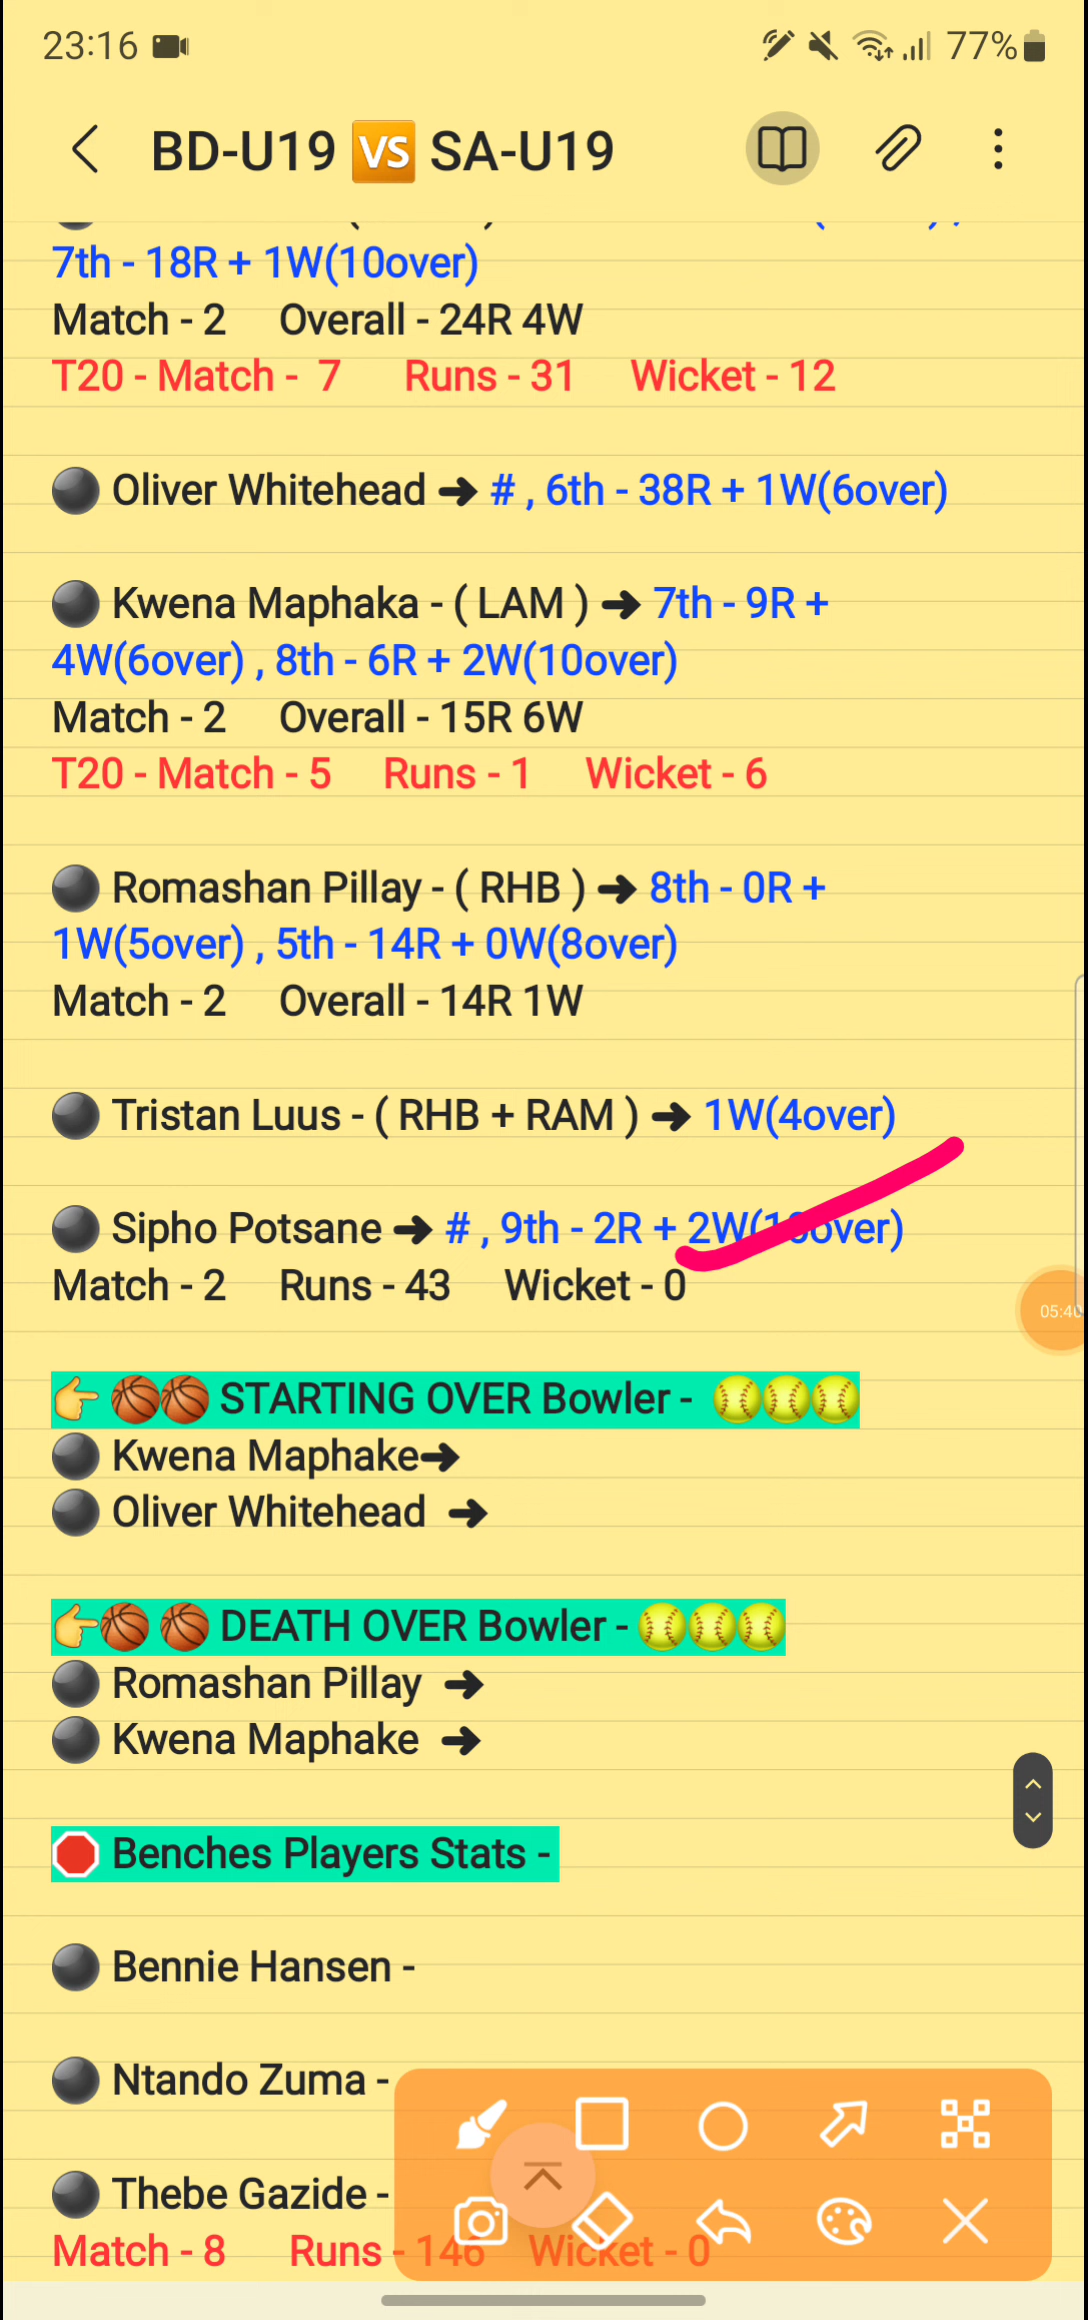 23:16 77%
BD-U19 VS SA-U19
7th - 18R + 1W(10over)
Match - 2 Overall - 24R 4W
T20 - Match - 7 Runs - 31 Wicket - 12
Oliver Whitehead ➔ # , 6th - 38R + 1W(6over)
Kwena Maphaka - ( LAM ) ➔ 7th - 9R +
4W(6over) , 8th - 6R + 2W(10over)
Match - 2 Overall - 15R 6W
T20 - Match - 5 Runs - 1 Wicket - 6
Romashan Pillay - ( RHB ) ➔ 8th - 0R +
1W(5over) , 5th - 14R + 0W(8over)
Match - 2 Overall - 14R 1W
Tristan Luus - ( RHB + RAM ) ➔ 1W(4over)
Sipho Potsane ➔ # , 9th - 2R + 2W(10over)
Match - 2 Runs - 43 Wicket - 0
05:40
STARTING OVER Bowler -
Kwena Maphake➔
Oliver Whitehead ➔
DEATH OVER Bowler -
Romashan Pillay ➔
Kwena Maphake ➔
Benches Players Stats -
Bennie Hansen -
Ntando Zuma -
Thebe Gazide -
Match - 8 Runs - 146 Wicket - 0